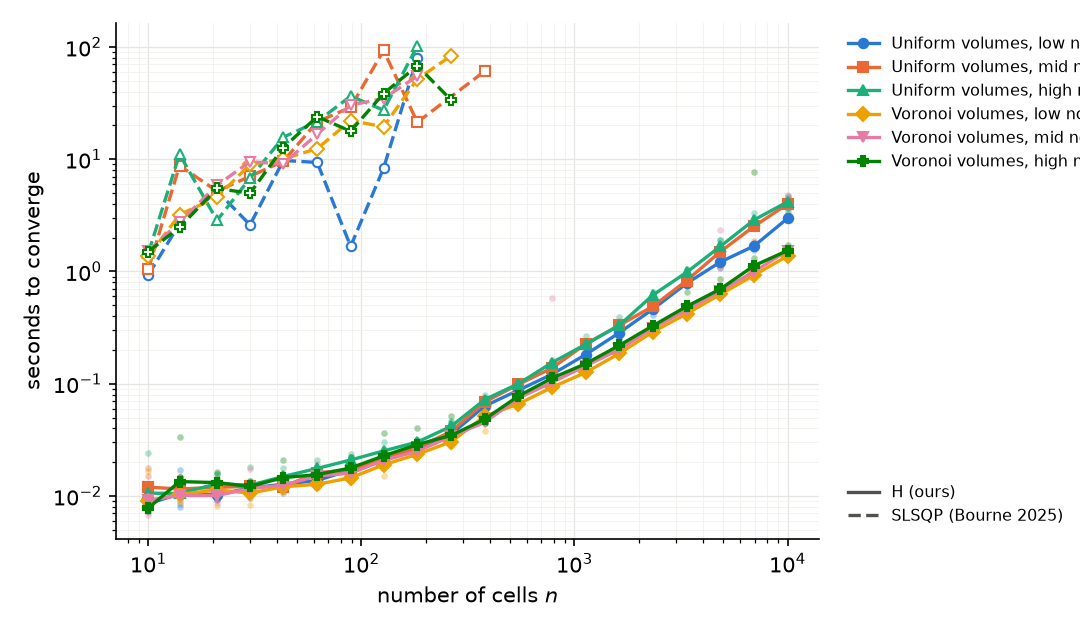 10²
10¹
10⁰
10⁻¹
10⁻²
seconds to converge
10¹
10²
10³
10⁴
number of cells n
Uniform volumes, low n
Uniform volumes, mid n
Uniform volumes, high n
Voronoi volumes, low no
Voronoi volumes, mid no
Voronoi volumes, high n
H (ours)
SLSQP (Bourne 2025)